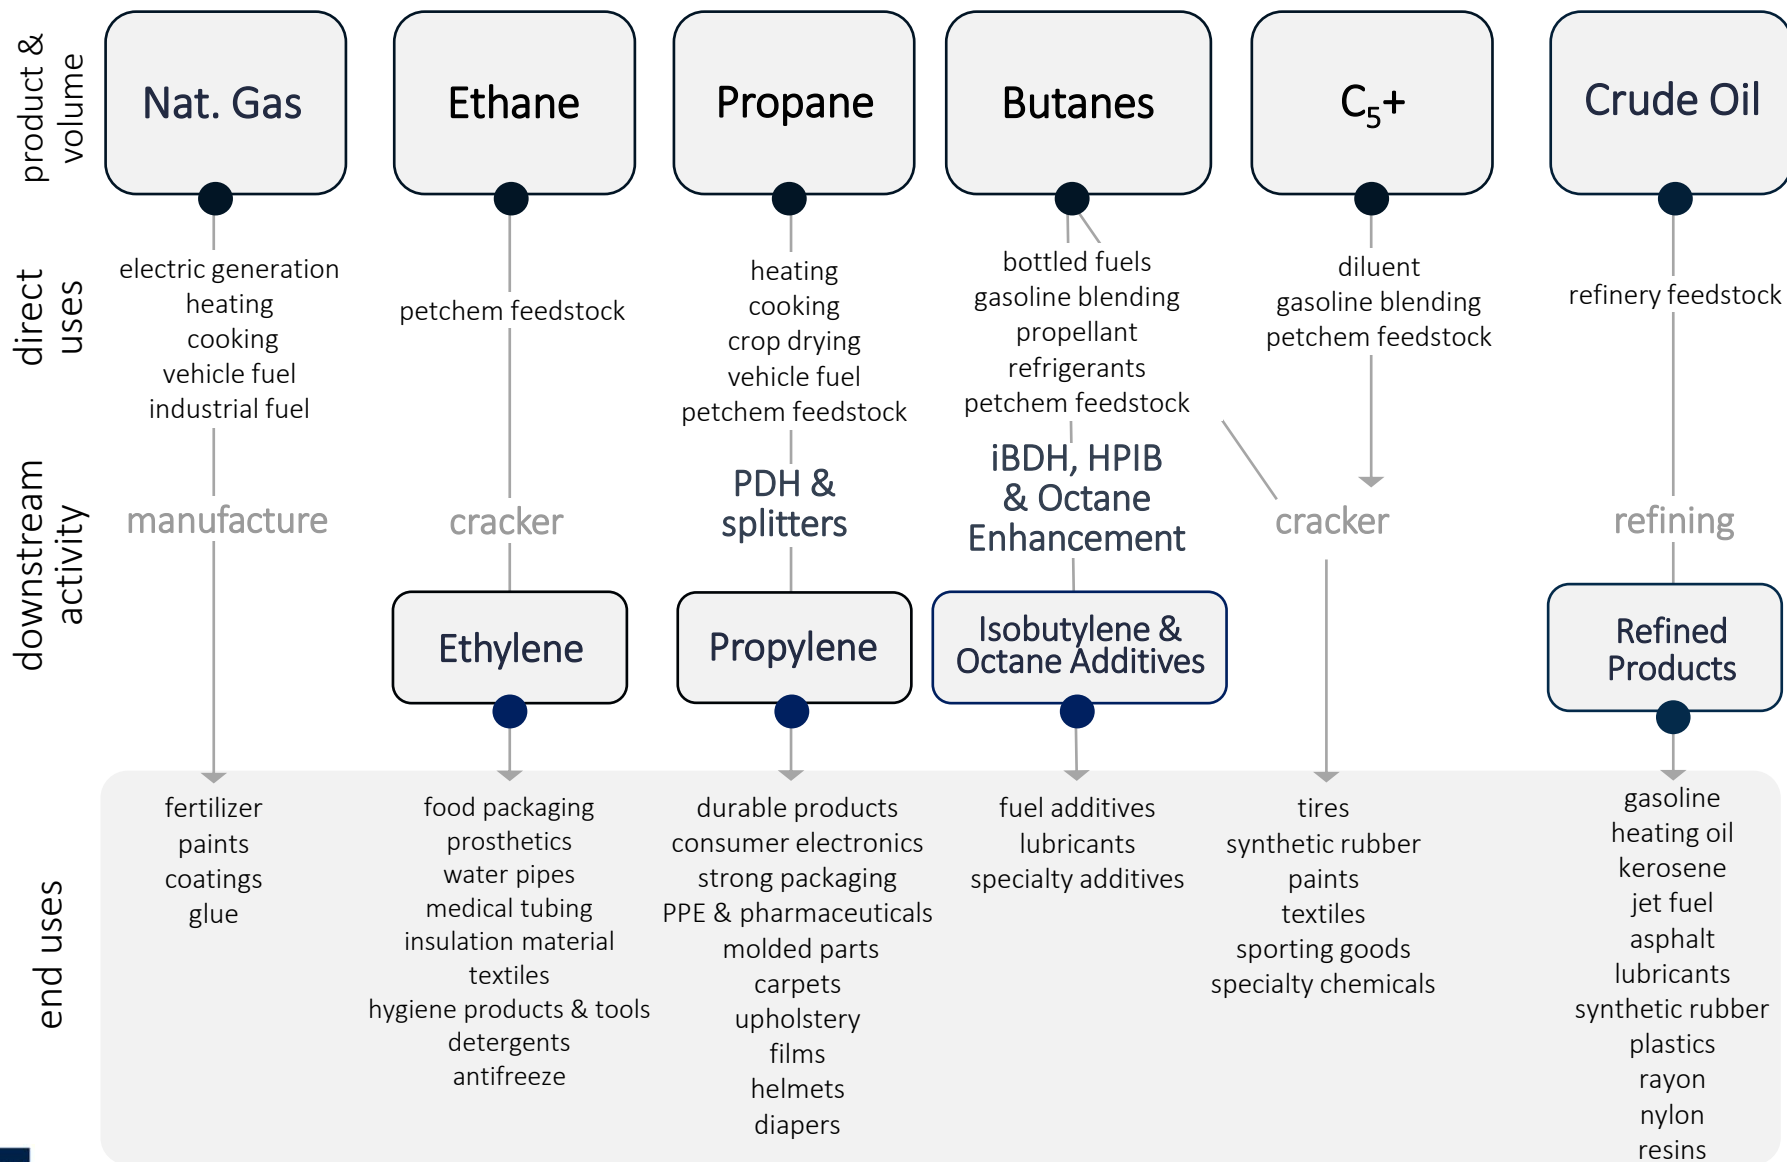 product &
volume
Nat. Gas
Ethane
Propane
Butanes
C₅+
Crude Oil
direct
uses
electric generation
heating
cooking
vehicle fuel
industrial fuel
petchem feedstock
heating
cooking
crop drying
vehicle fuel
petchem feedstock
bottled fuels
gasoline blending
propellant
refrigerants
petchem feedstock
diluent
gasoline blending
petchem feedstock
refinery feedstock
downstream
activity
manufacture
cracker
PDH &
splitters
iBDH, HPIB
& Octane
Enhancement
cracker
refining
Ethylene
Propylene
Isobutylene &
Octane Additives
Refined
Products
end uses
fertilizer
paints
coatings
glue
food packaging
prosthetics
water pipes
medical tubing
insulation material
textiles
hygiene products & tools
detergents
antifreeze
durable products
consumer electronics
strong packaging
PPE & pharmaceuticals
molded parts
carpets
upholstery
films
helmets
diapers
fuel additives
lubricants
specialty additives
tires
synthetic rubber
paints
textiles
sporting goods
specialty chemicals
gasoline
heating oil
kerosene
jet fuel
asphalt
lubricants
synthetic rubber
plastics
rayon
nylon
resins